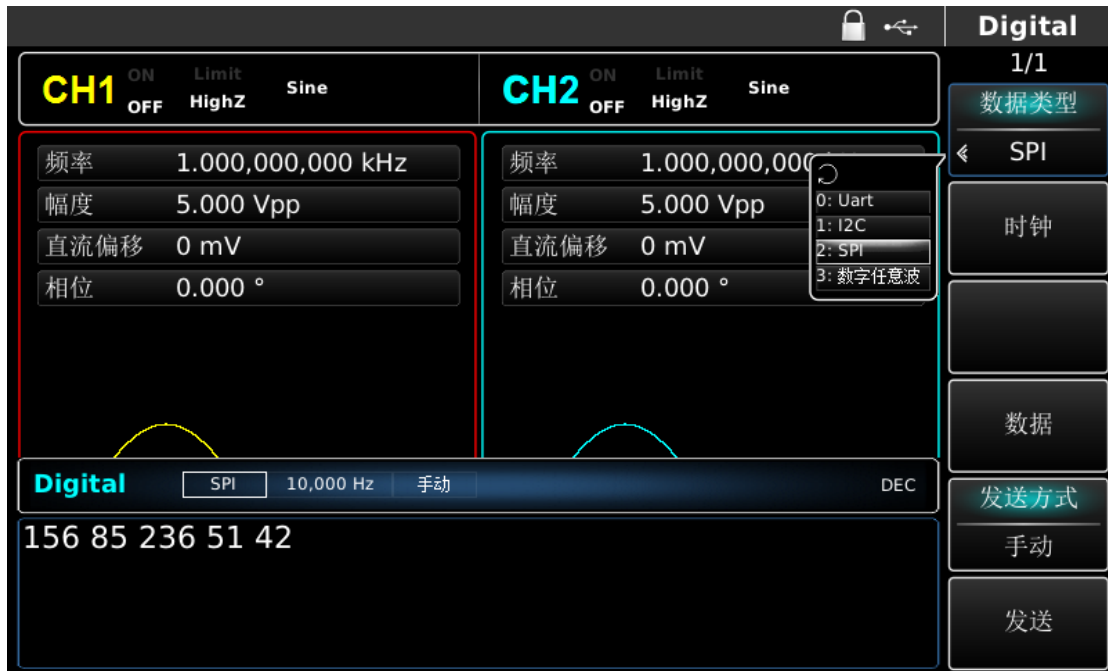 Digital
1/1
CH1 ON OFF Limit HighZ Sine
CH2 ON OFF Limit HighZ Sine
数据类型
SPI
频率 1.000,000,000 kHz
幅度 5.000 Vpp
直流偏移 0 mV
相位 0.000 °
频率 1.000,000,000
幅度 5.000 Vpp
直流偏移 0 mV
相位 0.000 °
0: Uart
1: I2C
2: SPI
3: 数字任意波
时钟
数据
发送方式
手动
发送
Digital SPI 10,000 Hz 手动 DEC
156 85 236 51 42